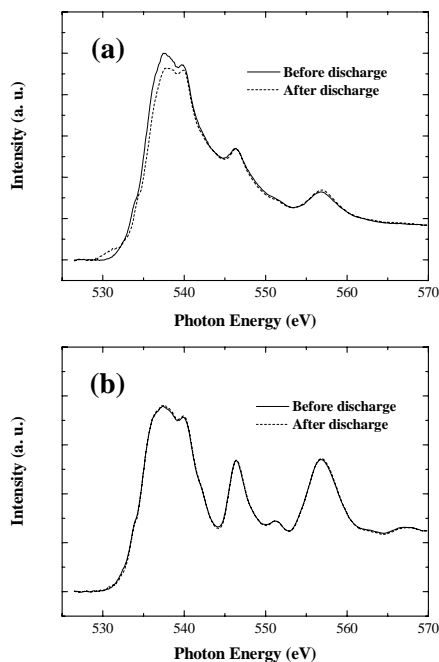 (a)
Before discharge
After discharge
Intensity (a. u.)
530 540 550 560 570
Photon Energy (eV)
(b)
Before discharge
After discharge
Intensity (a. u.)
530 540 550 560 570
Photon Energy (eV)